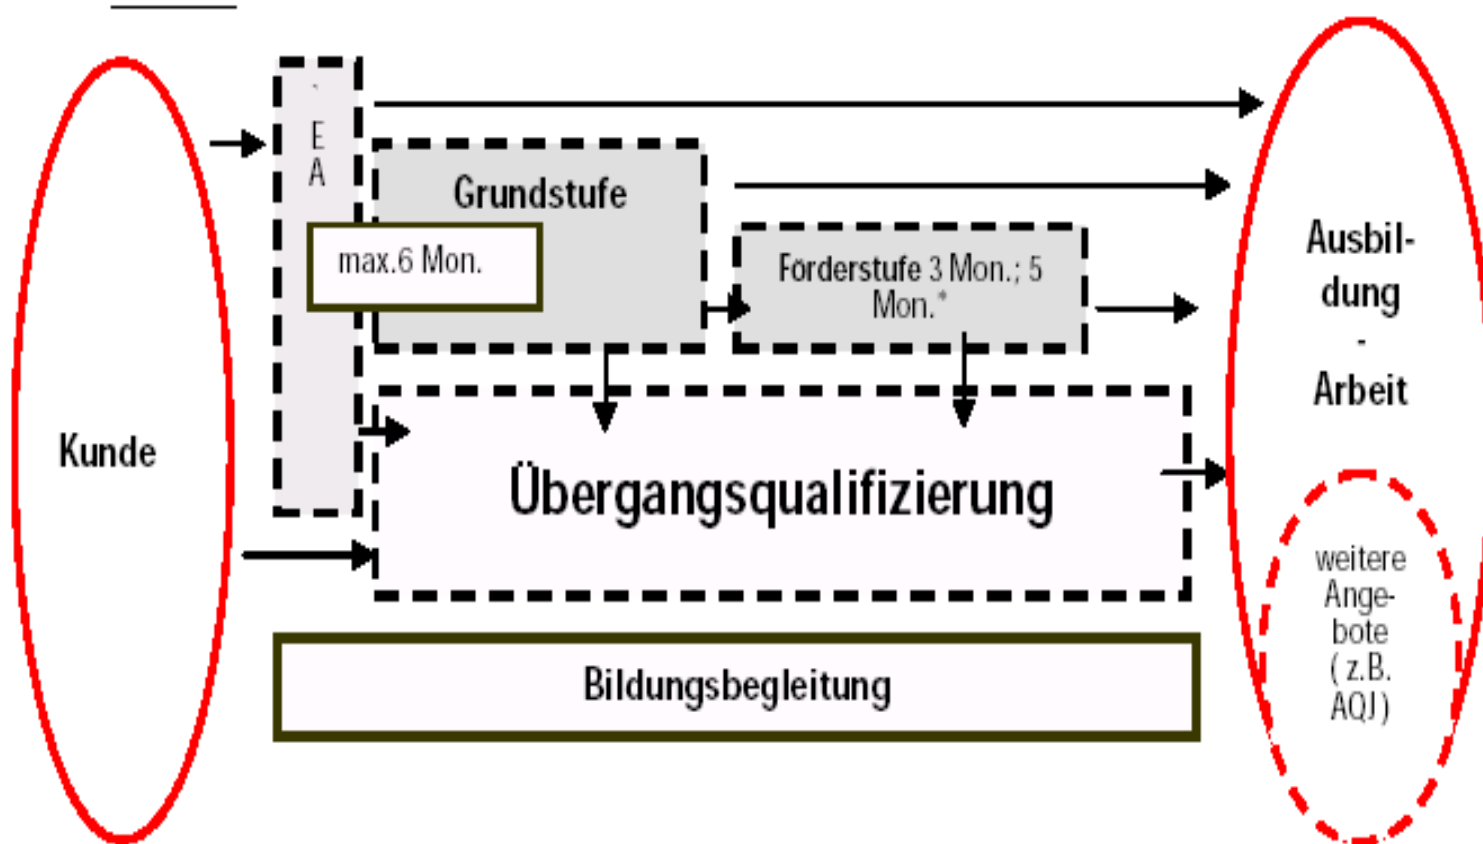 E
A
Grundstufe
max.6 Mon.
Förderstufe 3 Mon.; 5
Mon.*
Kunde
Übergangsqualifizierung
Bildungsbegleitung
Ausbil-
dung
-
Arbeit
weitere
Ange-
bote
( z.B.
AQJ )